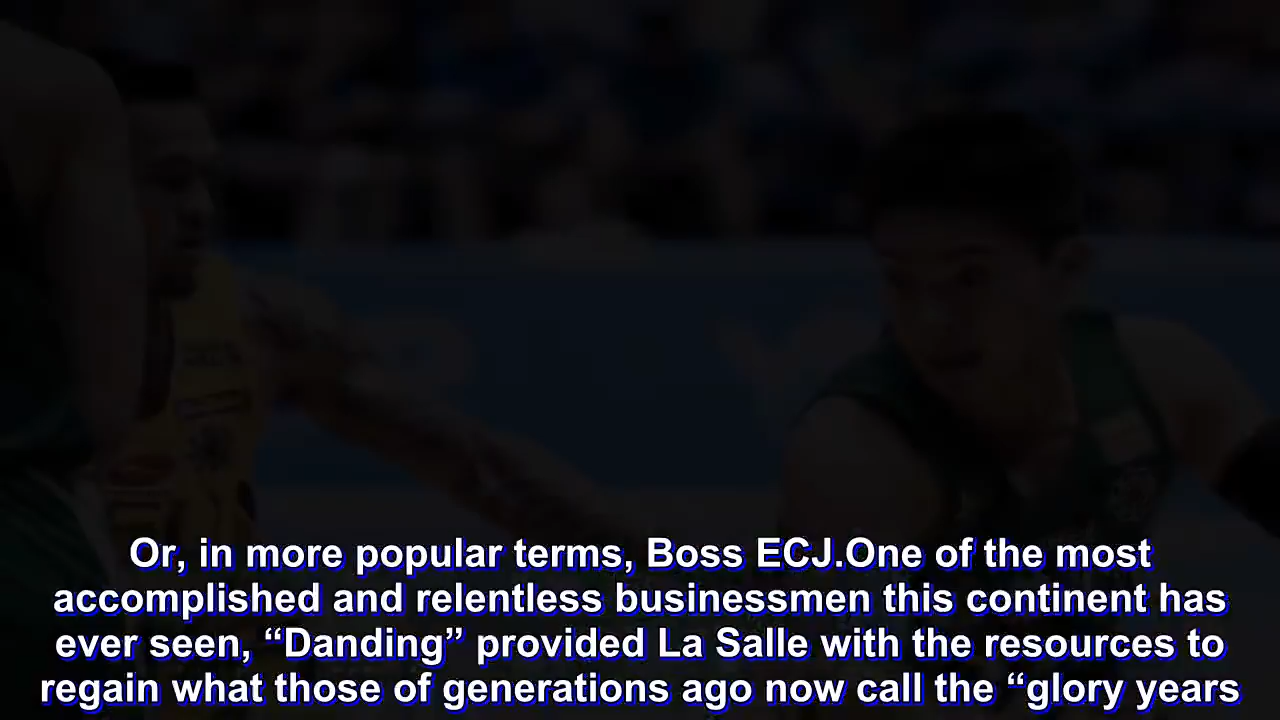 Or, in more popular terms, Boss ECJ.One of the most
accomplished and relentless businessmen this continent has
ever seen, “Danding” provided La Salle with the resources to
regain what those of generations ago now call the “glory years